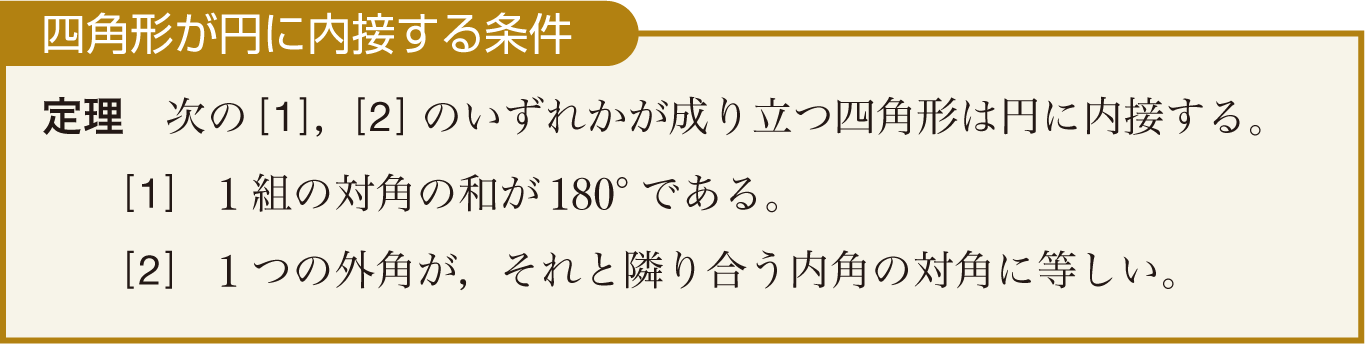 四角形が円に内接する条件
定理　次の[1]，[2]のいずれかが成り立つ四角形は円に内接する。
[1]　1組の対角の和が180°である。
[2]　1つの外角が，それと隣り合う内角の対角に等しい。